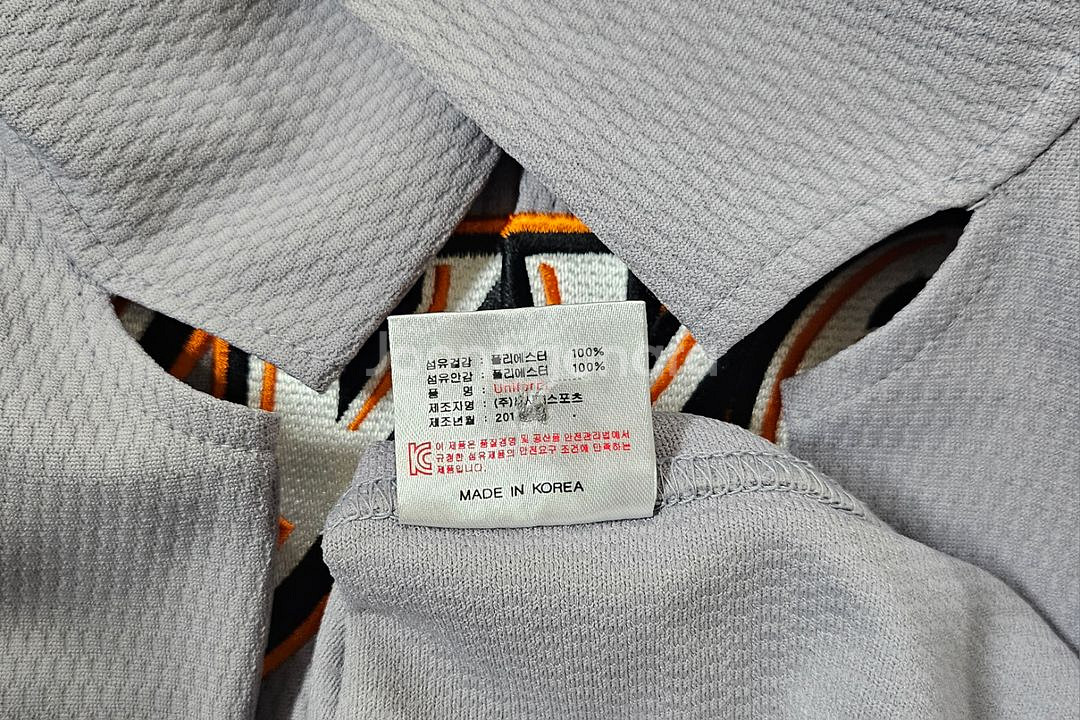 섬유겉감 : 폴리에스터 100%
섬유안감 : 폴리에스터 100%
품 명 :
제조지명 : (주) 스포츠
제조년월 : 201 .
KC 이 제품은 품질경영 및 공산품 안전관리법에서
규정한 섬유제품의 안전요구 조건에 만족하는
제품입니다.
MADE IN KOREA